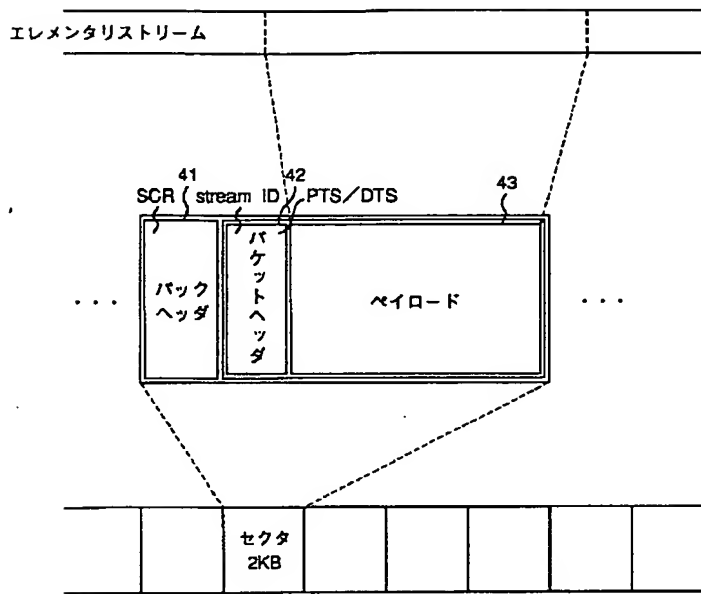 エレメンタリストリーム
41
42
43
SCR
stream ID
PTS/DTS
パック
ヘッダ
パケットヘッダ
ペイロード
・・・
・・・
セクタ
2KB